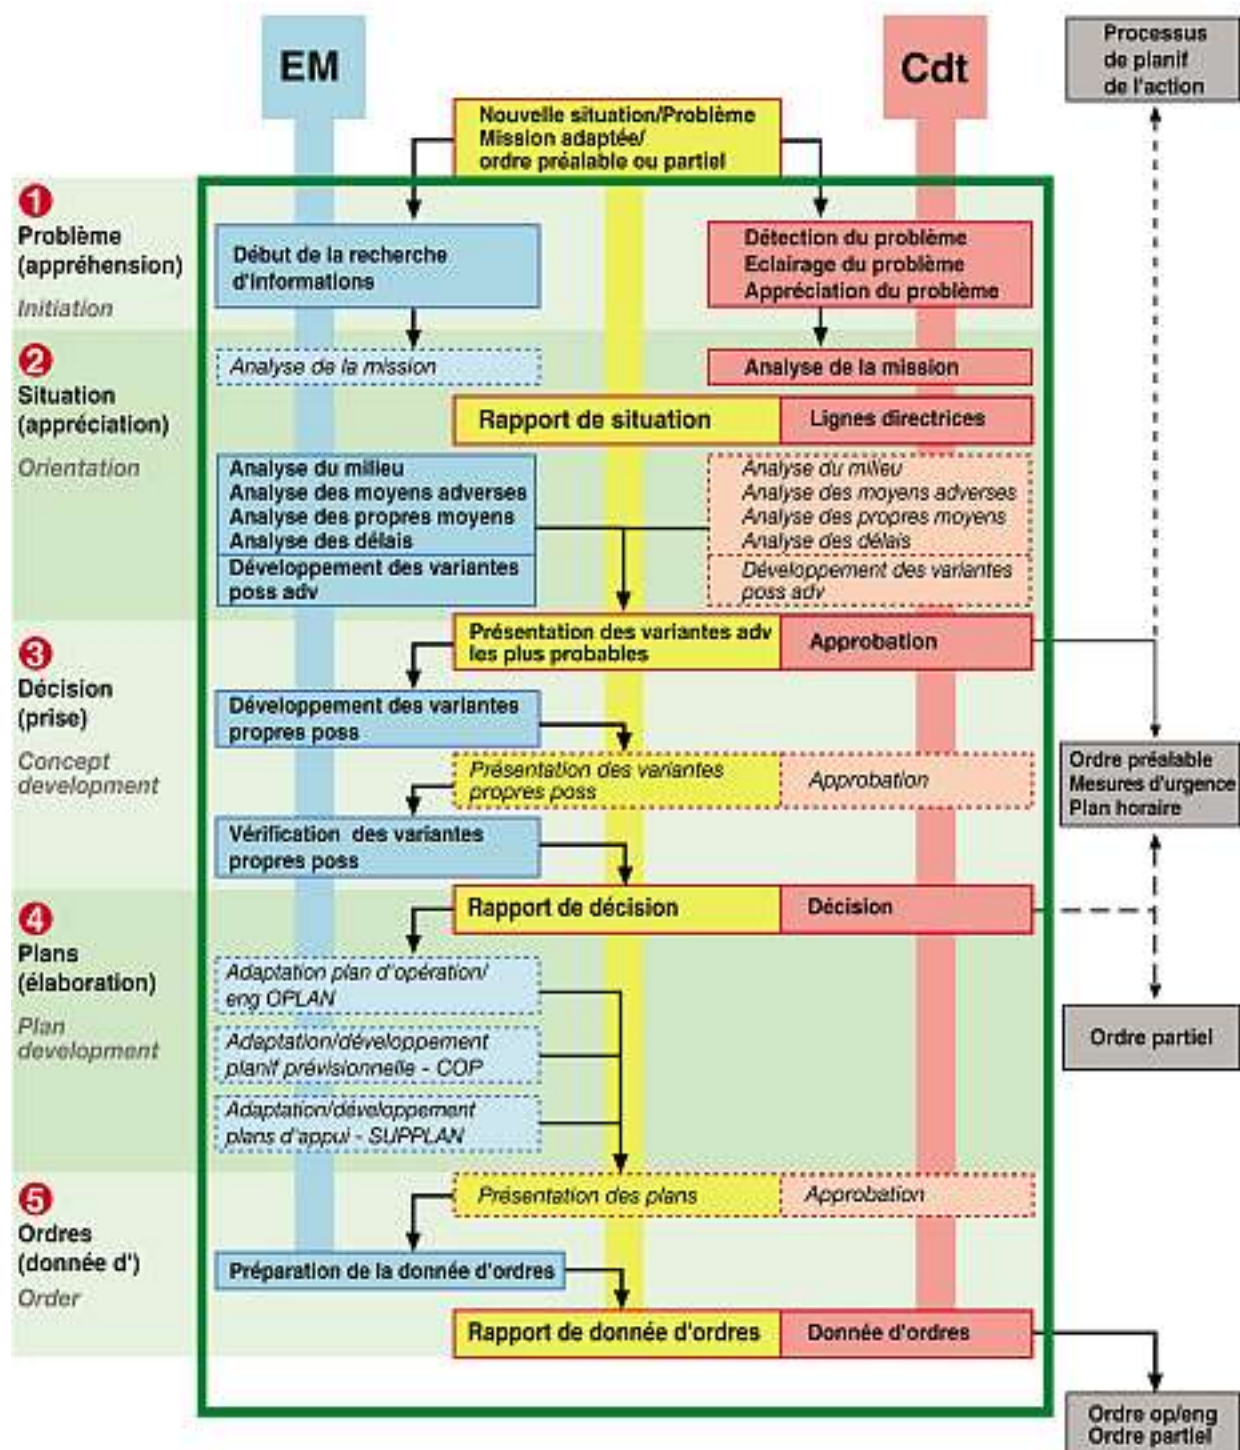 EM
Cdt
Processus
de planif
de l'action
Nouvelle situation/Problème
Mission adaptée/
ordre préalable ou partiel
1
Problème
(appréhension)
Initiation
Début de la recherche
d'informations
Détection du problème
Eclairage du problème
Appréciation du problème
2
Situation
(appréciation)
Orientation
Analyse de la mission
Analyse de la mission
Rapport de situation
Lignes directrices
Analyse du milieu
Analyse des moyens adverses
Analyse des propres moyens
Analyse des délais
Développement des variantes
poss adv
Analyse du milieu
Analyse des moyens adverses
Analyse des propres moyens
Analyse des délais
Développement des variantes
poss adv
3
Décision
(prise)
Concept
development
Présentation des variantes adv
les plus probables
Approbation
Développement des variantes
propres poss
Présentation des variantes
propres poss
Approbation
Vérification des variantes
propres poss
Ordre préalable
Mesures d'urgence
Plan horaire
4
Plans
(élaboration)
Plan
development
Rapport de décision
Décision
Adaptation plan d'opération/
eng OPLAN
Adaptation/développement
planif prévisionnelle - COP
Adaptation/développement
plans d'appui - SUPPLAN
Ordre partiel
5
Ordres
(donnée d')
Order
Présentation des plans
Approbation
Préparation de la donnée d'ordres
Rapport de donnée d'ordres
Donnée d'ordres
Ordre op/eng
Ordre partiel